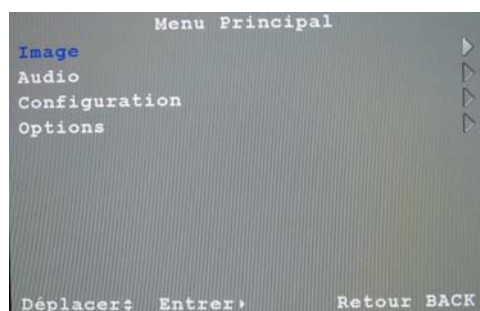 Menu Principal
Image
Audio
Configuration
Options
Déplacer Entrer Retour BACK